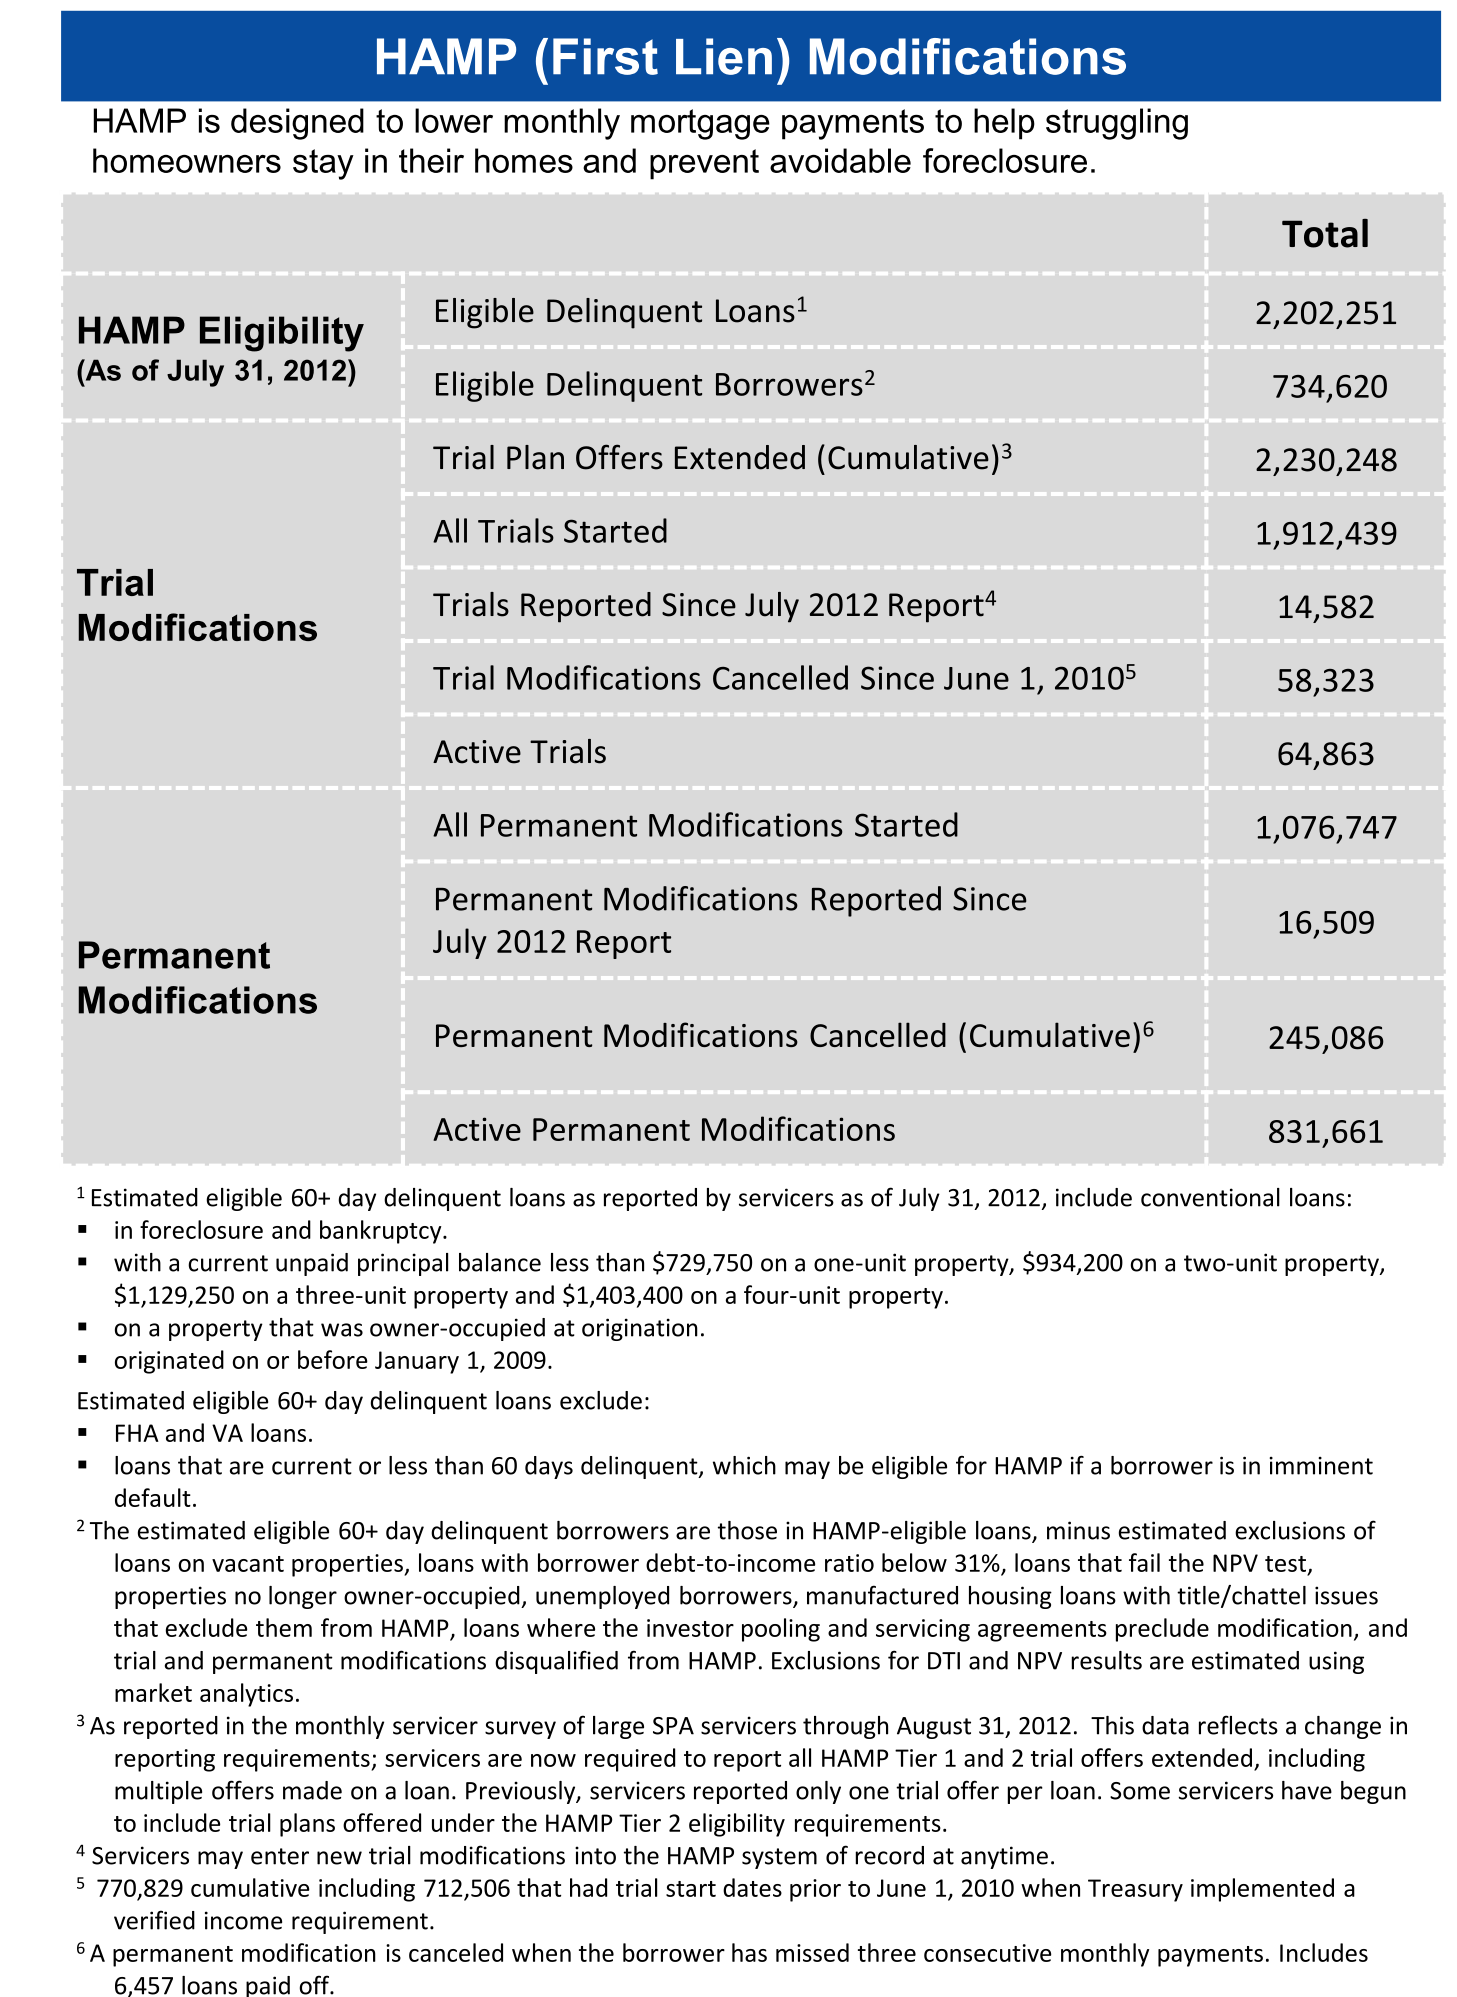 HAMP (First Lien) Modifications
HAMP is designed to lower monthly mortgage payments to help struggling
homeowners stay in their homes and prevent avoidable foreclosure.
Total
HAMP Eligibility
(As of July 31, 2012)
Eligible Delinquent Loans¹ 2,202,251
Eligible Delinquent Borrowers² 734,620
Trial
Modifications
Trial Plan Offers Extended (Cumulative)³ 2,230,248
All Trials Started 1,912,439
Trials Reported Since July 2012 Report⁴ 14,582
Trial Modifications Cancelled Since June 1, 2010⁵ 58,323
Active Trials 64,863
Permanent
Modifications
All Permanent Modifications Started 1,076,747
Permanent Modifications Reported Since
July 2012 Report 16,509
Permanent Modifications Cancelled (Cumulative)⁶ 245,086
Active Permanent Modifications 831,661
¹ Estimated eligible 60+ day delinquent loans as reported by servicers as of July 31, 2012, include conventional loans:
▪ in foreclosure and bankruptcy.
▪ with a current unpaid principal balance less than $729,750 on a one-unit property, $934,200 on a two-unit property,
$1,129,250 on a three-unit property and $1,403,400 on a four-unit property.
▪ on a property that was owner-occupied at origination.
▪ originated on or before January 1, 2009.
Estimated eligible 60+ day delinquent loans exclude:
▪ FHA and VA loans.
▪ loans that are current or less than 60 days delinquent, which may be eligible for HAMP if a borrower is in imminent
default.
² The estimated eligible 60+ day delinquent borrowers are those in HAMP-eligible loans, minus estimated exclusions of
loans on vacant properties, loans with borrower debt-to-income ratio below 31%, loans that fail the NPV test,
properties no longer owner-occupied, unemployed borrowers, manufactured housing loans with title/chattel issues
that exclude them from HAMP, loans where the investor pooling and servicing agreements preclude modification, and
trial and permanent modifications disqualified from HAMP. Exclusions for DTI and NPV results are estimated using
market analytics.
³ As reported in the monthly servicer survey of large SPA servicers through August 31, 2012. This data reflects a change in
reporting requirements; servicers are now required to report all HAMP Tier 1 and 2 trial offers extended, including
multiple offers made on a loan. Previously, servicers reported only one trial offer per loan. Some servicers have begun
to include trial plans offered under the HAMP Tier 2 eligibility requirements.
⁴ Servicers may enter new trial modifications into the HAMP system of record at anytime.
⁵ 770,829 cumulative including 712,506 that had trial start dates prior to June 1, 2010 when Treasury implemented a
verified income requirement.
⁶ A permanent modification is canceled when the borrower has missed three consecutive monthly payments. Includes
6,457 loans paid off.